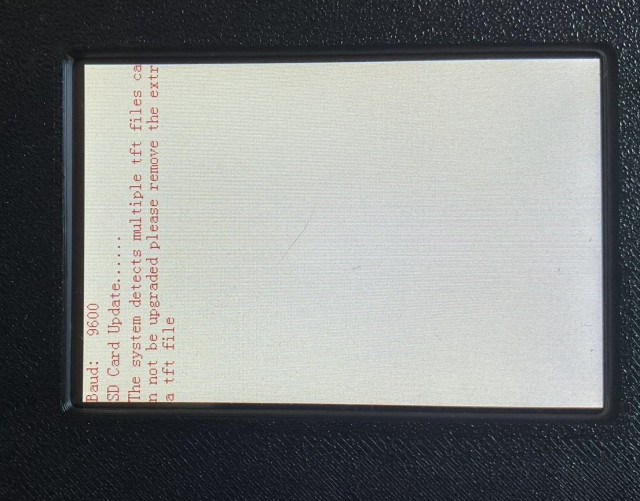 Baud: 9600
SD Card Update......
The system detects multiple tft files ca
n not be upgraded please remove the extr
a tft file